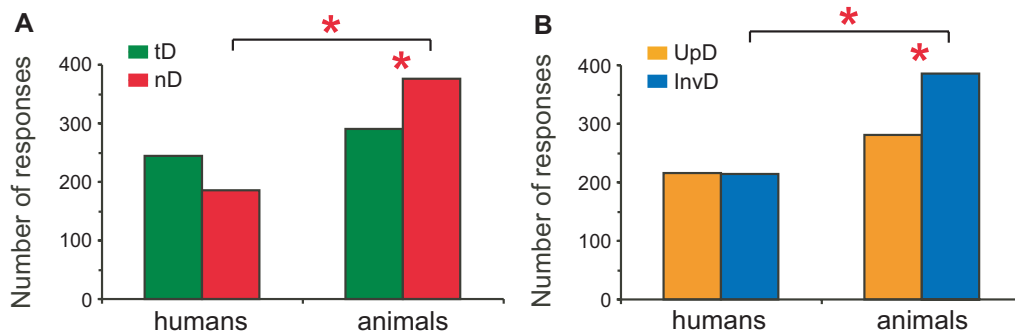 A
*
tD
nD
*
Number of responses
400
300
200
100
0
humans animals
B
*
UpD
InvD
*
Number of responses
400
300
200
100
0
humans animals